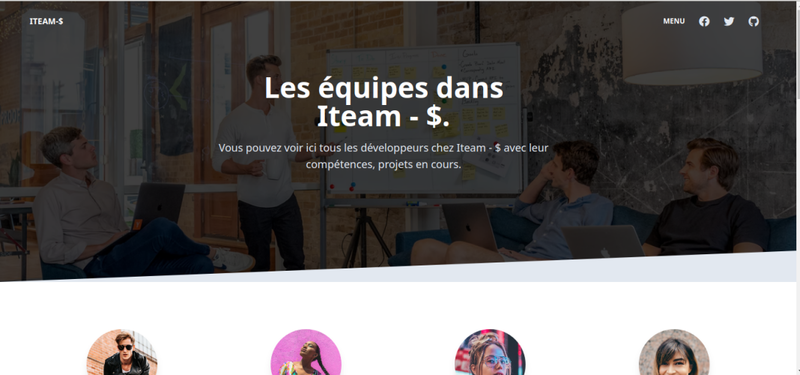 ITEAM-$
MENU
Les équipes dans
Iteam - $.
Vous pouvez voir ici tous les développeurs chez Iteam - $ avec leur
compétences, projets en cours.